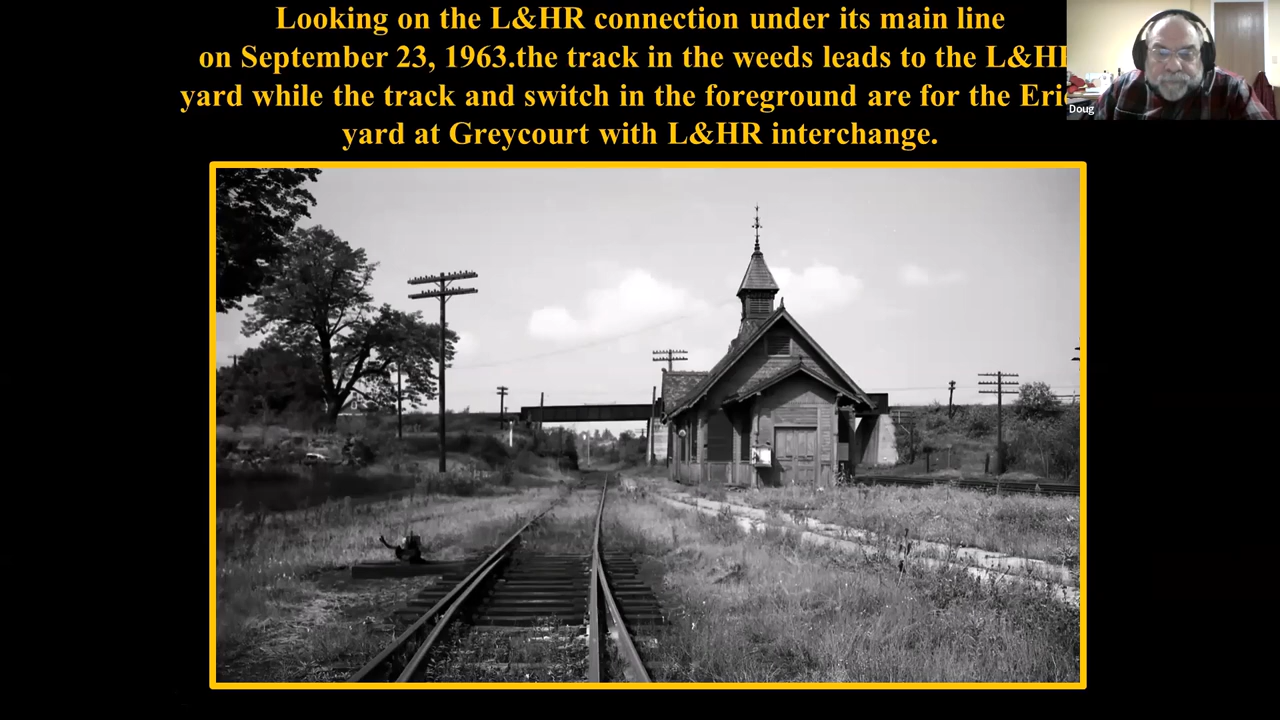 Looking on the L&HR connection under its main line
on September 23, 1963.the track in the weeds leads to the
yard while the track and switch in the foreground are for the
yard at Greycourt with L&HR interchange.
Doug